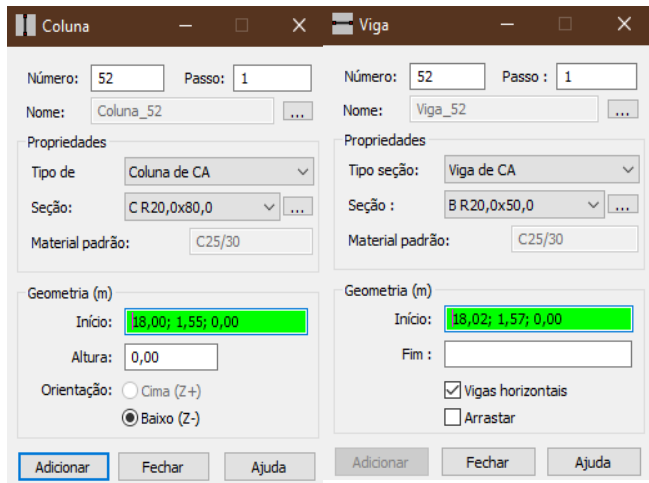 Coluna
Número: 52 Passo: 1
Nome: Coluna_52 ...
Propriedades
Tipo de Coluna de CA
Seção: C R20,0x80,0 ...
Material padrão: C25/30
Geometria (m)
Início: 18,00; 1,55; 0,00
Altura: 0,00
Orientação: Cima (Z+)
Baixo (Z-)
Adicionar Fechar Ajuda
Viga
Número: 52 Passo : 1
Nome: Viga_52 ...
Propriedades
Tipo seção: Viga de CA
Seção : B R20,0x50,0 ...
Material padrão: C25/30
Geometria (m)
Início: 18,02; 1,57; 0,00
Fim :
Vigas horizontais
Arrastar
Adicionar Fechar Ajuda